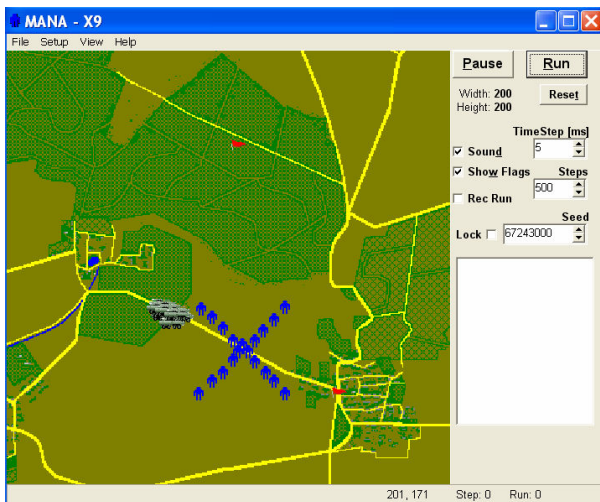 MANA - X9
File Setup View Help
Pause Run
Width: 200
Height: 200
Reset
TimeStep [ms]
Sound 5
Show Flags Steps
500
Rec Run
Seed
Lock 67243000
201, 171 Step: 0 Run: 0